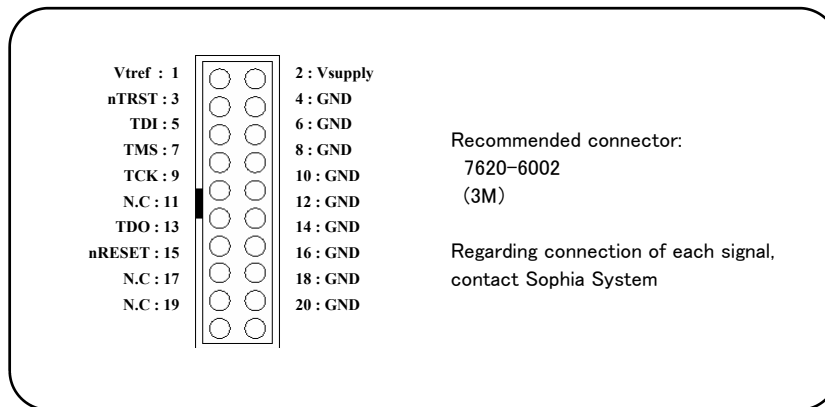 Vtref : 1
2 : Vsupply
nTRST : 3
4 : GND
TDI : 5
6 : GND
TMS : 7
8 : GND
TCK : 9
10 : GND
N.C : 11
12 : GND
TDO : 13
14 : GND
nRESET : 15
16 : GND
N.C : 17
18 : GND
N.C : 19
20 : GND
Recommended connector:
7620-6002
(3M)
Regarding connection of each signal,
contact Sophia System